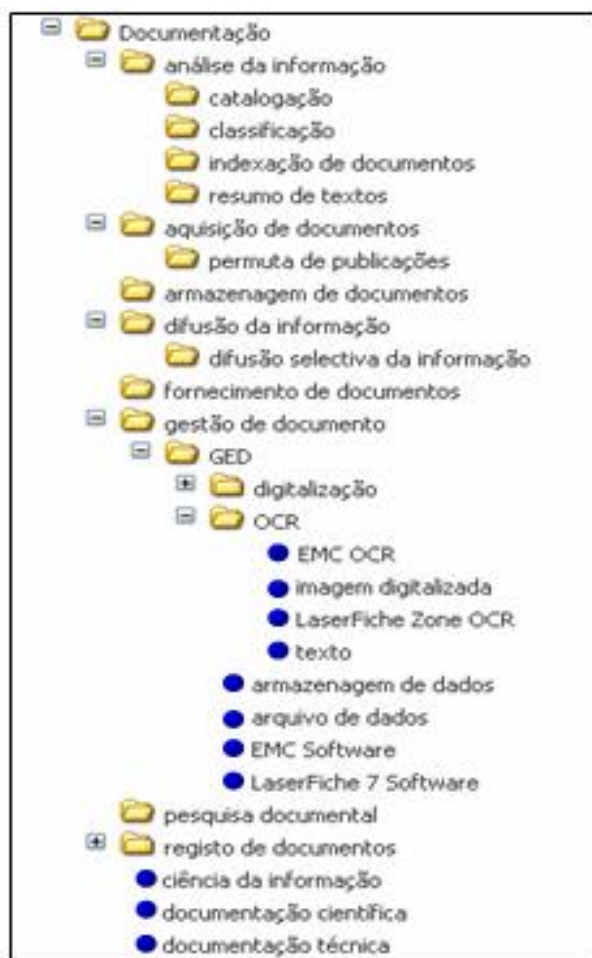 Documentação
análise da informação
catalogação
classificação
indexação de documentos
resumo de textos
aquisição de documentos
permuta de publicações
armazenagem de documentos
difusão da informação
difusão selectiva da informação
fornecimento de documentos
gestão de documento
GED
digitalização
OCR
EMC OCR
imagem digitalizada
LaserFiche Zone OCR
texto
armazenagem de dados
arquivo de dados
EMC Software
LaserFiche 7 Software
pesquisa documental
registo de documentos
ciência da informação
documentação científica
documentação técnica